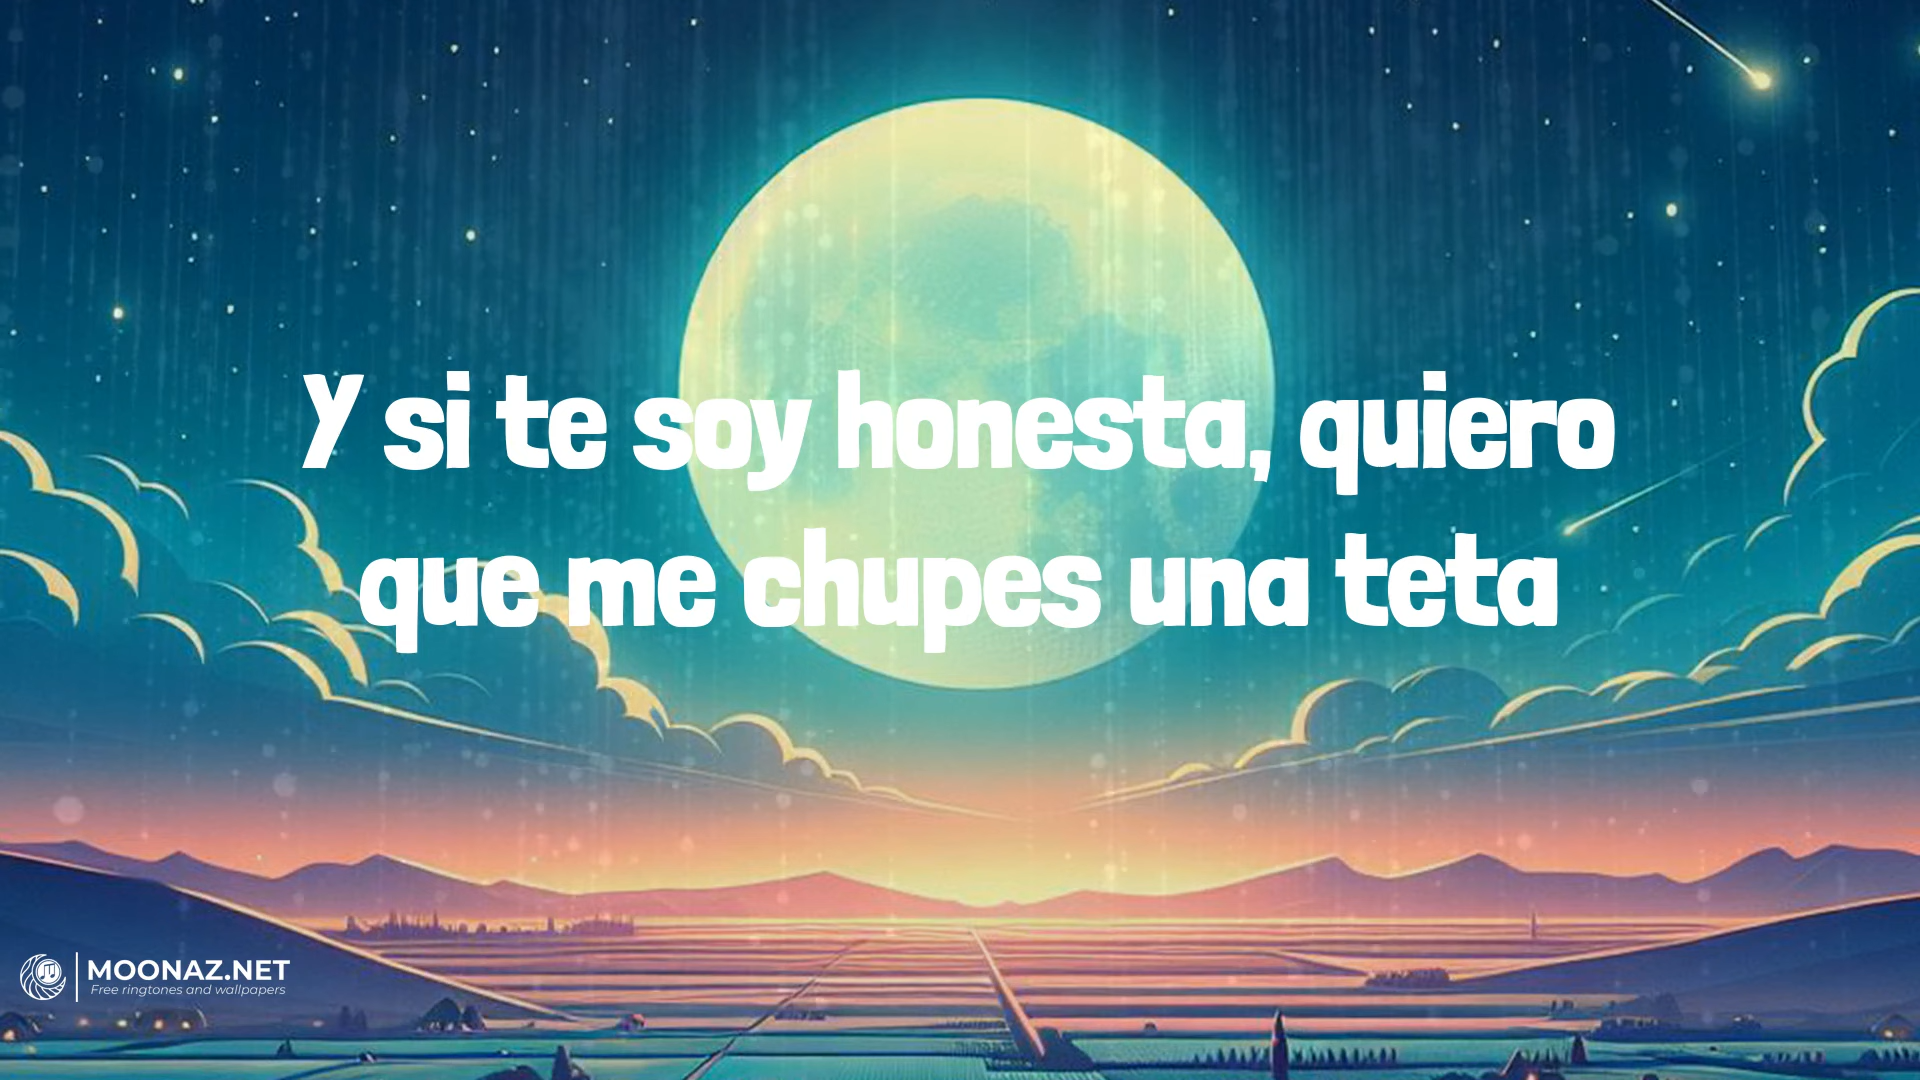 Y si te soy honesta, quiero
que me chupes una teta
MOONAZ.NET
Free ringtones and wallpapers